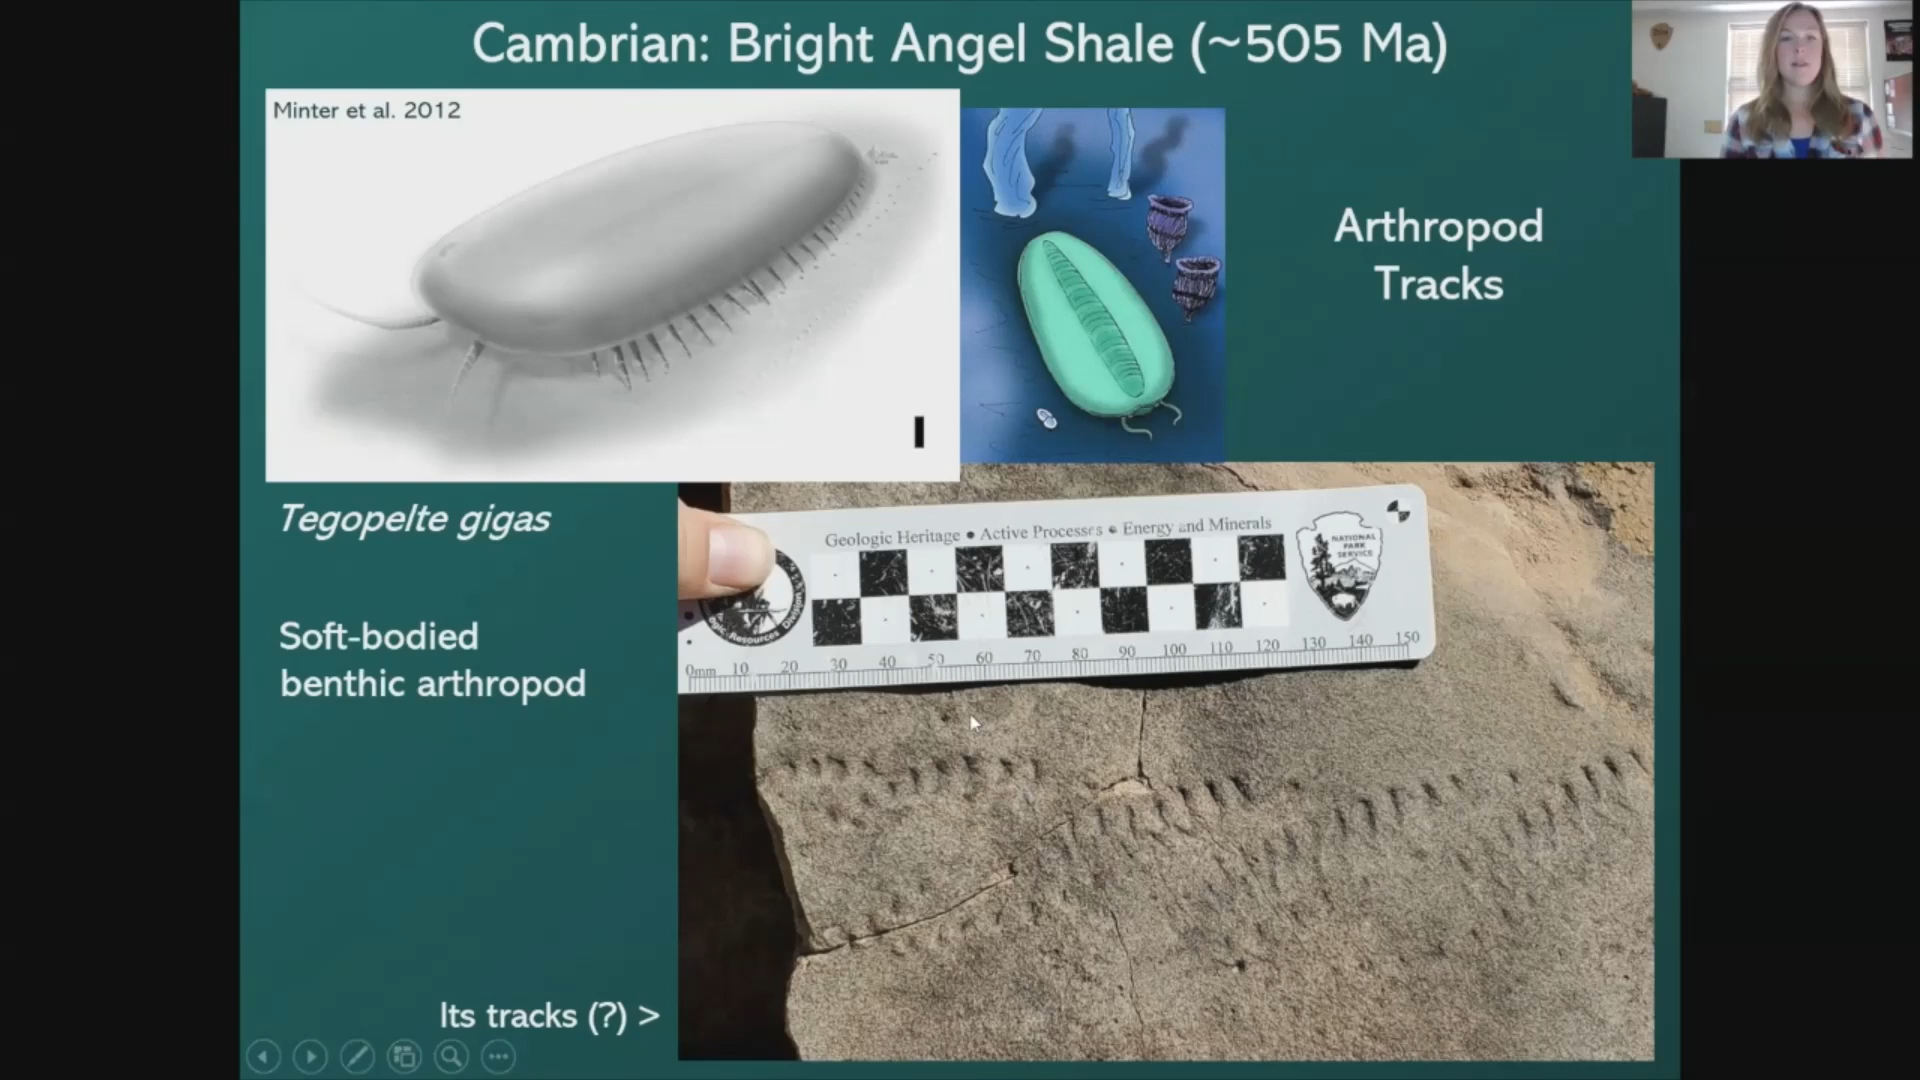 Cambrian: Bright Angel Shale (~505 Ma)
Minter et al. 2012
Arthropod
Tracks
Tegopelte gigas
Soft-bodied
benthic arthropod
Geologic Heritage • Active Processes • Energy and Minerals
NATIONAL
PARK
SERVICE
Resources Division
0mm 10 20 30 40 50 60 70 80 90 100 110 120 130 140 150
Its tracks (?) >